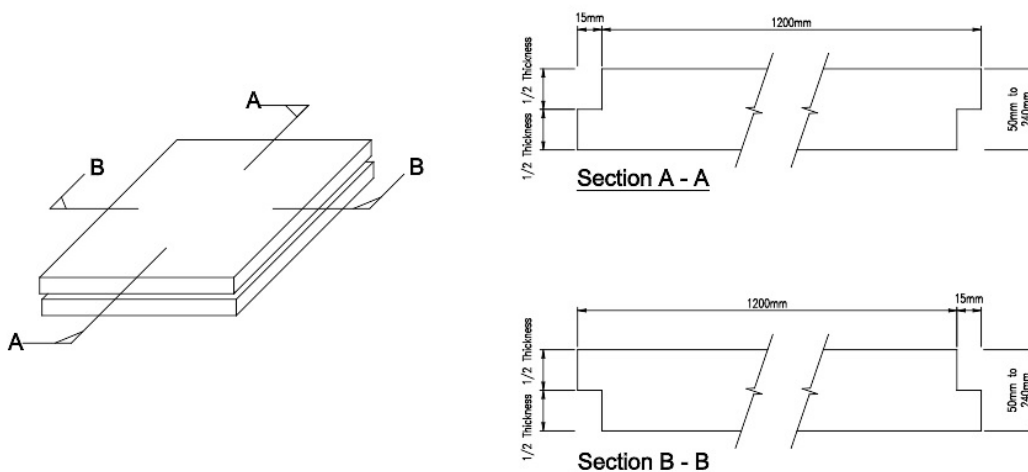 A
B
B
A
15mm
1200mm
1/2 Thickness
1/2 Thickness
50mm to
240mm
Section A - A
1200mm
15mm
1/2 Thickness
1/2 Thickness
50mm to
240mm
Section B - B